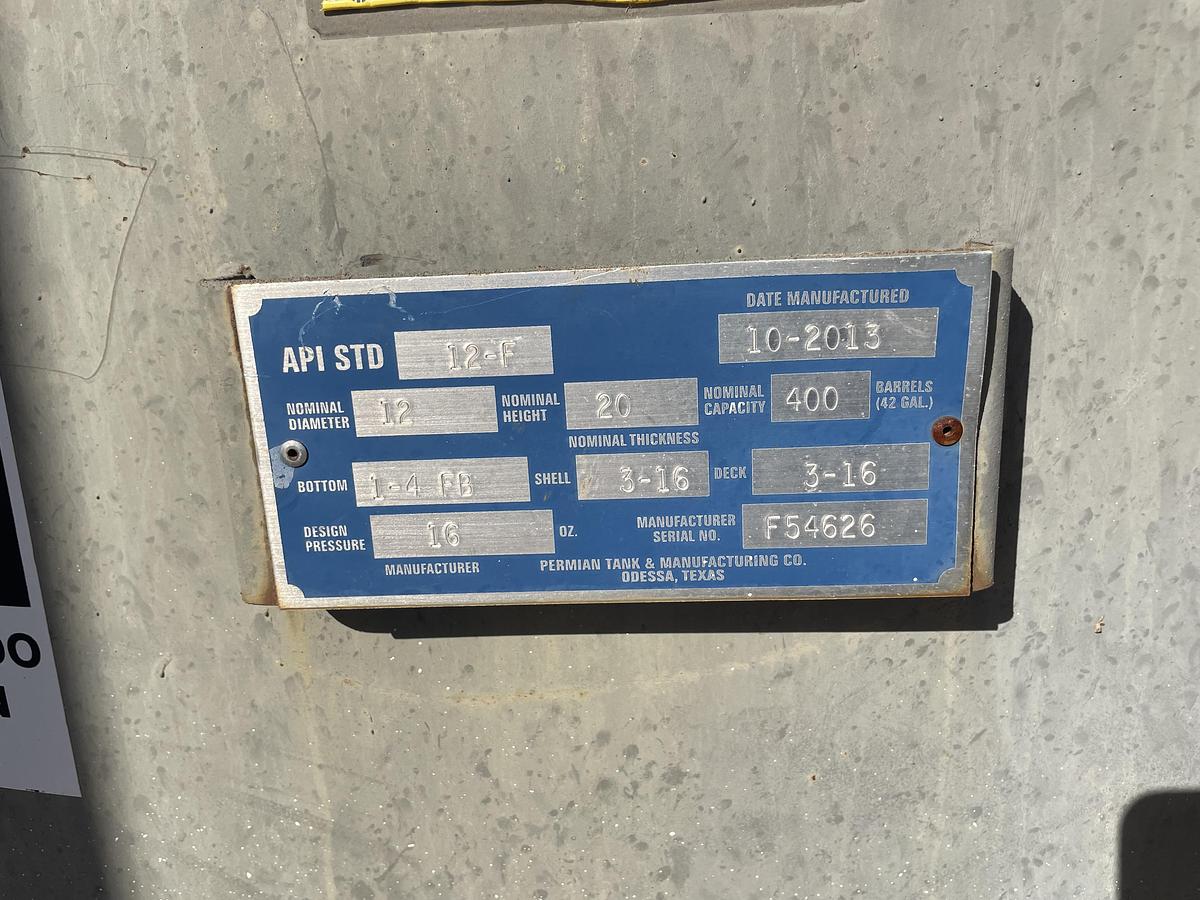 DATE MANUFACTURED
API STD 12-F 10-2013
NOMINAL DIAMETER 12 NOMINAL HEIGHT 20 NOMINAL CAPACITY 400 BARRELS (42 GAL.)
NOMINAL THICKNESS
BOTTOM 1-4 FB SHELL 3-16 DECK 3-16
DESIGN PRESSURE 16 OZ. MANUFACTURER SERIAL NO. F54626
MANUFACTURER PERMIAN TANK & MANUFACTURING CO.
ODESSA, TEXAS